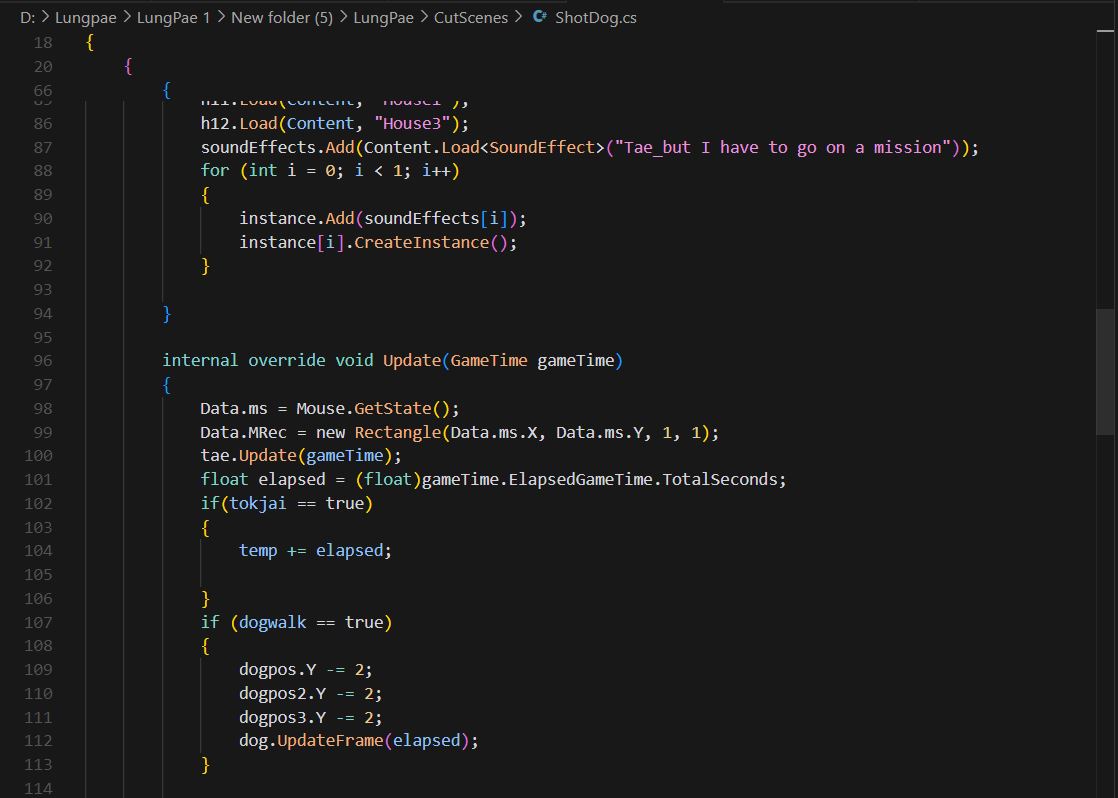 D: > Lungpae > LungPae 1 > New folder (5) > LungPae > CutScenes > C# ShotDog.cs
18 {
20 {
66 {
85 h11.Load(Content, "House1");
86 h12.Load(Content, "House3");
87 soundEffects.Add(Content.Load<SoundEffect>("Tae_but I have to go on a mission"));
88 for (int i = 0; i < 1; i++)
89 {
90 instance.Add(soundEffects[i]);
91 instance[i].CreateInstance();
92 }
93
94 }
95
96 internal override void Update(GameTime gameTime)
97 {
98 Data.ms = Mouse.GetState();
99 Data.MRec = new Rectangle(Data.ms.X, Data.ms.Y, 1, 1);
100 tae.Update(gameTime);
101 float elapsed = (float)gameTime.ElapsedGameTime.TotalSeconds;
102 if(tokjai == true)
103 {
104 temp += elapsed;
105
106 }
107 if (dogwalk == true)
108 {
109 dogpos.Y -= 2;
110 dogpos2.Y -= 2;
111 dogpos3.Y -= 2;
112 dog.UpdateFrame(elapsed);
113 }
114